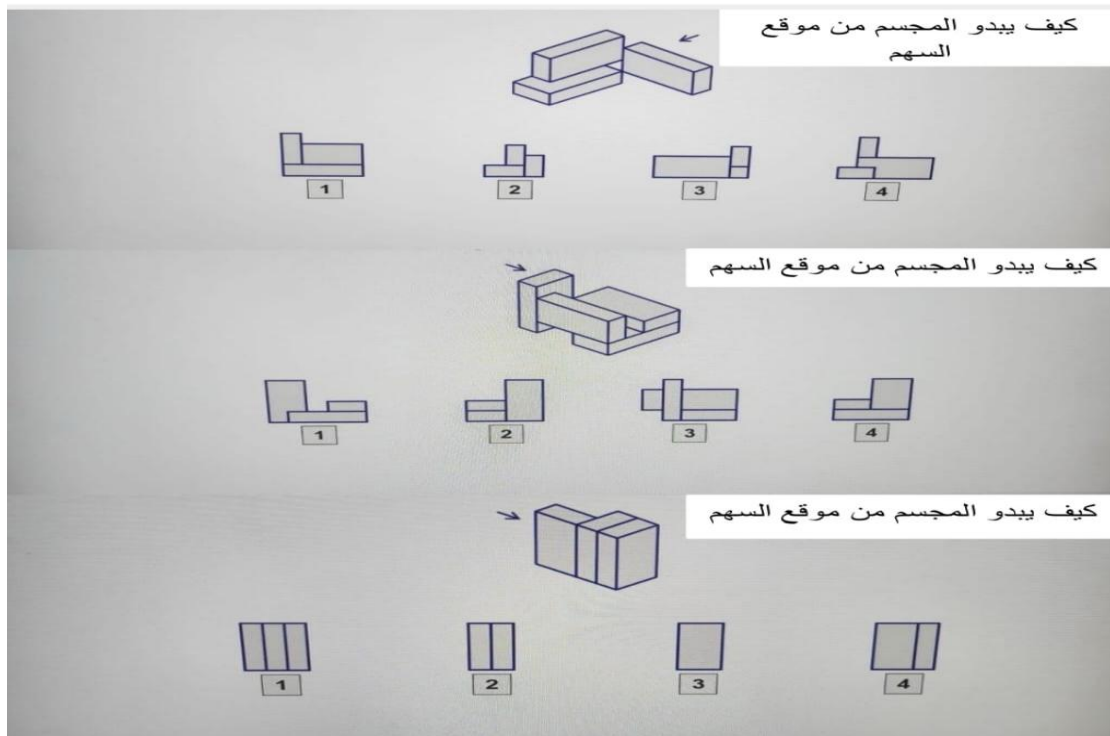 كيف يبدو المجسم من موقع
السهم
1 2 3 4
كيف يبدو المجسم من موقع السهم
1 2 3 4
كيف يبدو المجسم من موقع السهم
1 2 3 4